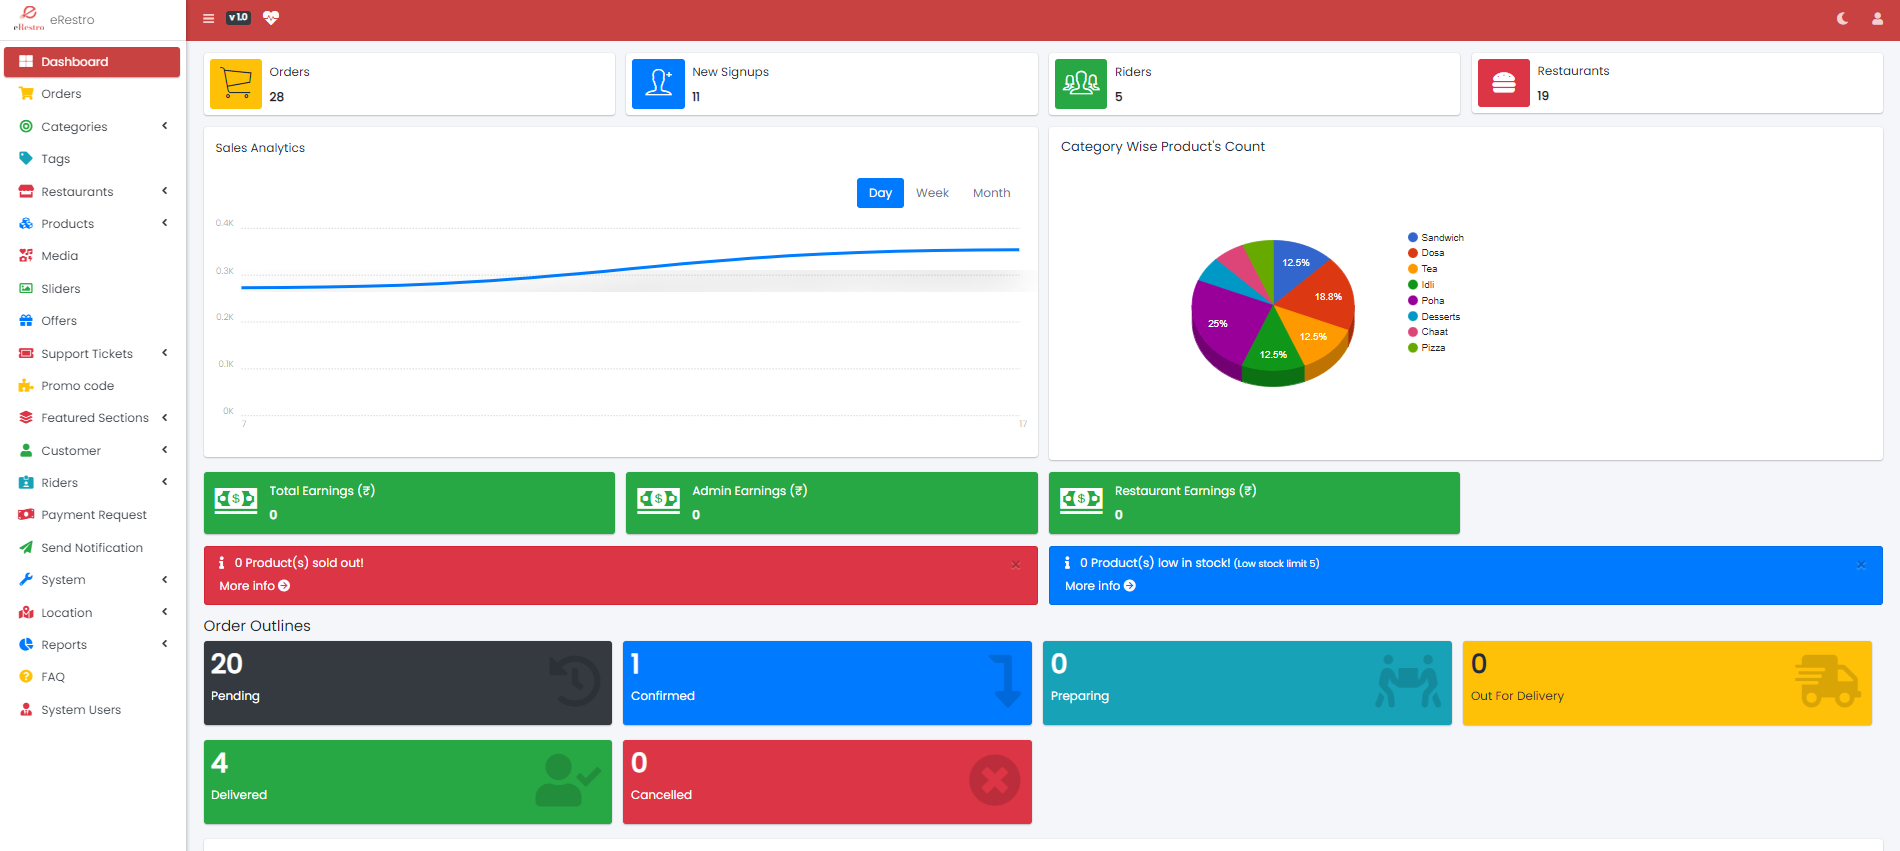 eRestro
eRestro
v 1.0
Dashboard
Orders
Categories
Tags
Restaurants
Products
Media
Sliders
Offers
Support Tickets
Promo code
Featured Sections
Customer
Riders
Payment Request
Send Notification
System
Location
Reports
FAQ
System Users
Orders
28
New Signups
11
Riders
5
Restaurants
19
Sales Analytics
Day Week Month
0.4K
0.3K
0.2K
0.1K
0K
7 17
Category Wise Product's Count
12.5%
18.8%
12.5%
12.5%
25%
Sandwich
Dosa
Tea
Idli
Poha
Desserts
Chaat
Pizza
Total Earnings (₹)
0
Admin Earnings (₹)
0
Restaurant Earnings (₹)
0
0 Product(s) sold out!
More info
0 Product(s) low in stock! (Low stock limit 5)
More info
Order Outlines
20
Pending
1
Confirmed
0
Preparing
0
Out For Delivery
4
Delivered
0
Cancelled